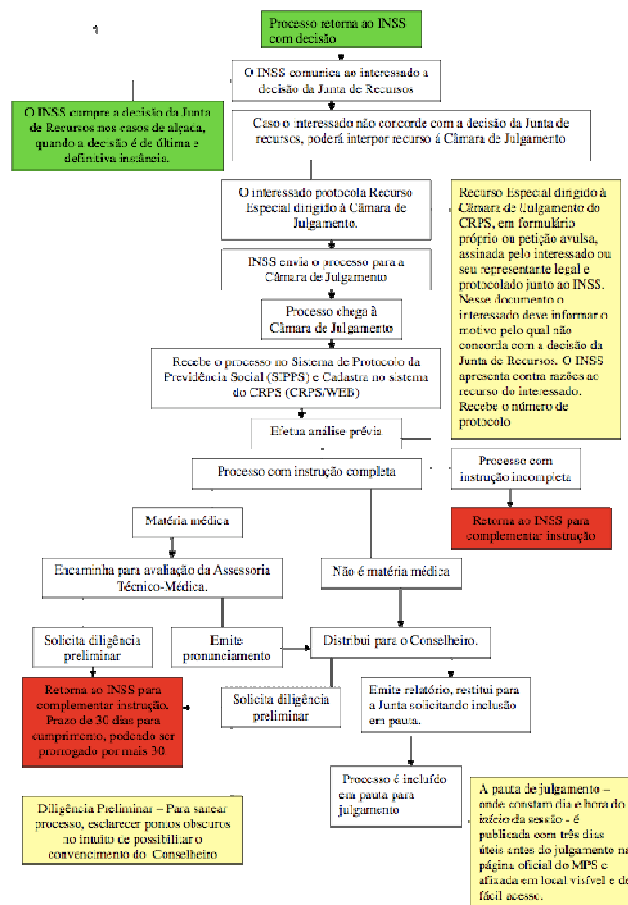 Processo retorna ao INSS
com decisão
O INSS comunica ao interessado a
decisão da Junta de Recursos
O INSS cumpre a decisão da Junta
de Recursos nos casos de alçada,
quando a decisão é de última e
definitiva instância.
Caso o interessado não concorde com a decisão da Junta de
recursos, poderá interpor recurso á Câmara de Julgamento
O interessado protocola Recurso
Especial dirigido à Câmara de
Julgamento.
Recurso Especial dirigido à
Câmara de Julgamento do
CRPS, em formulário
próprio ou petição avulsa,
assinada pelo interessado ou
seu representante legal e
protocolado junto ao INSS.
Nesse documento o
interessado deve informar o
motivo pelo qual não
concorda com a decisão da
Junta de Recursos. O INSS
apresenta contra razões ao
recurso do interessado.
Recebe o número de
protocolo
INSS envia o processo para a
Câmara de Julgamento
Processo chega à
Câmara de Julgamento
Recebe o processo no Sistema de Protocolo da
Previdência Social (SIPPS) e Cadastra no sistema
do CRPS (CRPS/WEB)
Efetua análise prévia
Processo com instrução completa
Processo com
instrução incompleta
Retorna ao INSS para
complementar instrução
Matéria médica
Encaminha para avaliação da Assessoria
Técnico-Médica.
Não é matéria médica
Solicita diligência
preliminar
Emite
pronunciamento
Distribui para o Conselheiro.
Retorna ao INSS para
complementar instrução.
Prazo de 30 dias para
cumprimento, podendo ser
prorrogado por mais 30
Solicita diligência
preliminar
Emite relatório, restitui para
a Junta solicitando inclusão
em pauta.
Processo é incluído
em pauta para
julgamento
Diligência Preliminar – Para sanear
processo, esclarecer pontos obscuros
no intuito de possibilitar o
convencimento do Conselheiro
A pauta de julgamento –
onde constam dia e hora do
início da sessão - é
publicada com três dias
úteis antes do julgamento na
página oficial do MPS e
afixada em local visível e de
fácil acesso.